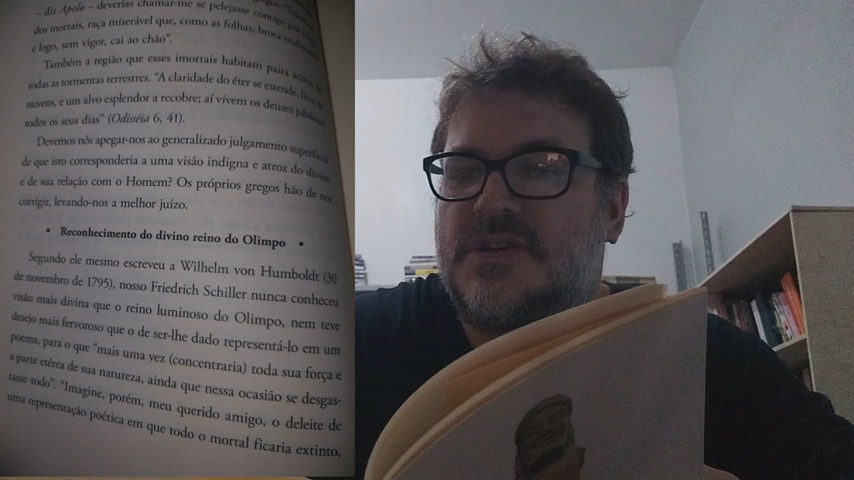 – diz Apolo – deverias chamar-me se pelejasse contigo por
dos mortais, raça miserável que, como as folhas, brota
e logo, sem vigor, cai ao chão”.
Também a região que esses imortais habitam paira acima
todas as tormentas terrestres. “A claridade do éter se estende, livre
nuvens, e um alvo esplendor a recobre; aí vivem os deuses jubilosos
todos os seus dias” (Odisséia 6, 41).
Devemos nós apegar-nos ao generalizado julgamento superficial
de que isto corresponderia a uma visão indigna e atroz do divino
e de sua relação com o Homem? Os próprios gregos hão de nos
corrigir, levando-nos a melhor juízo.
• Reconhecimento do divino reino do Olimpo •
Segundo ele mesmo escreveu a Wilhelm von Humboldt (30
de novembro de 1795), nosso Friedrich Schiller nunca conheceu
visão mais divina que o reino luminoso do Olimpo, nem teve
desejo mais fervoroso que o de ser-lhe dado representá-lo em um
poema, para o que “mais uma vez (concentraria) toda sua força e
a parte etérea de sua natureza, ainda que nessa ocasião se desgas-
tasse todo”. “Imagine, porém, meu querido amigo, o deleite de
uma representação poética em que todo o mortal ficaria extinto,